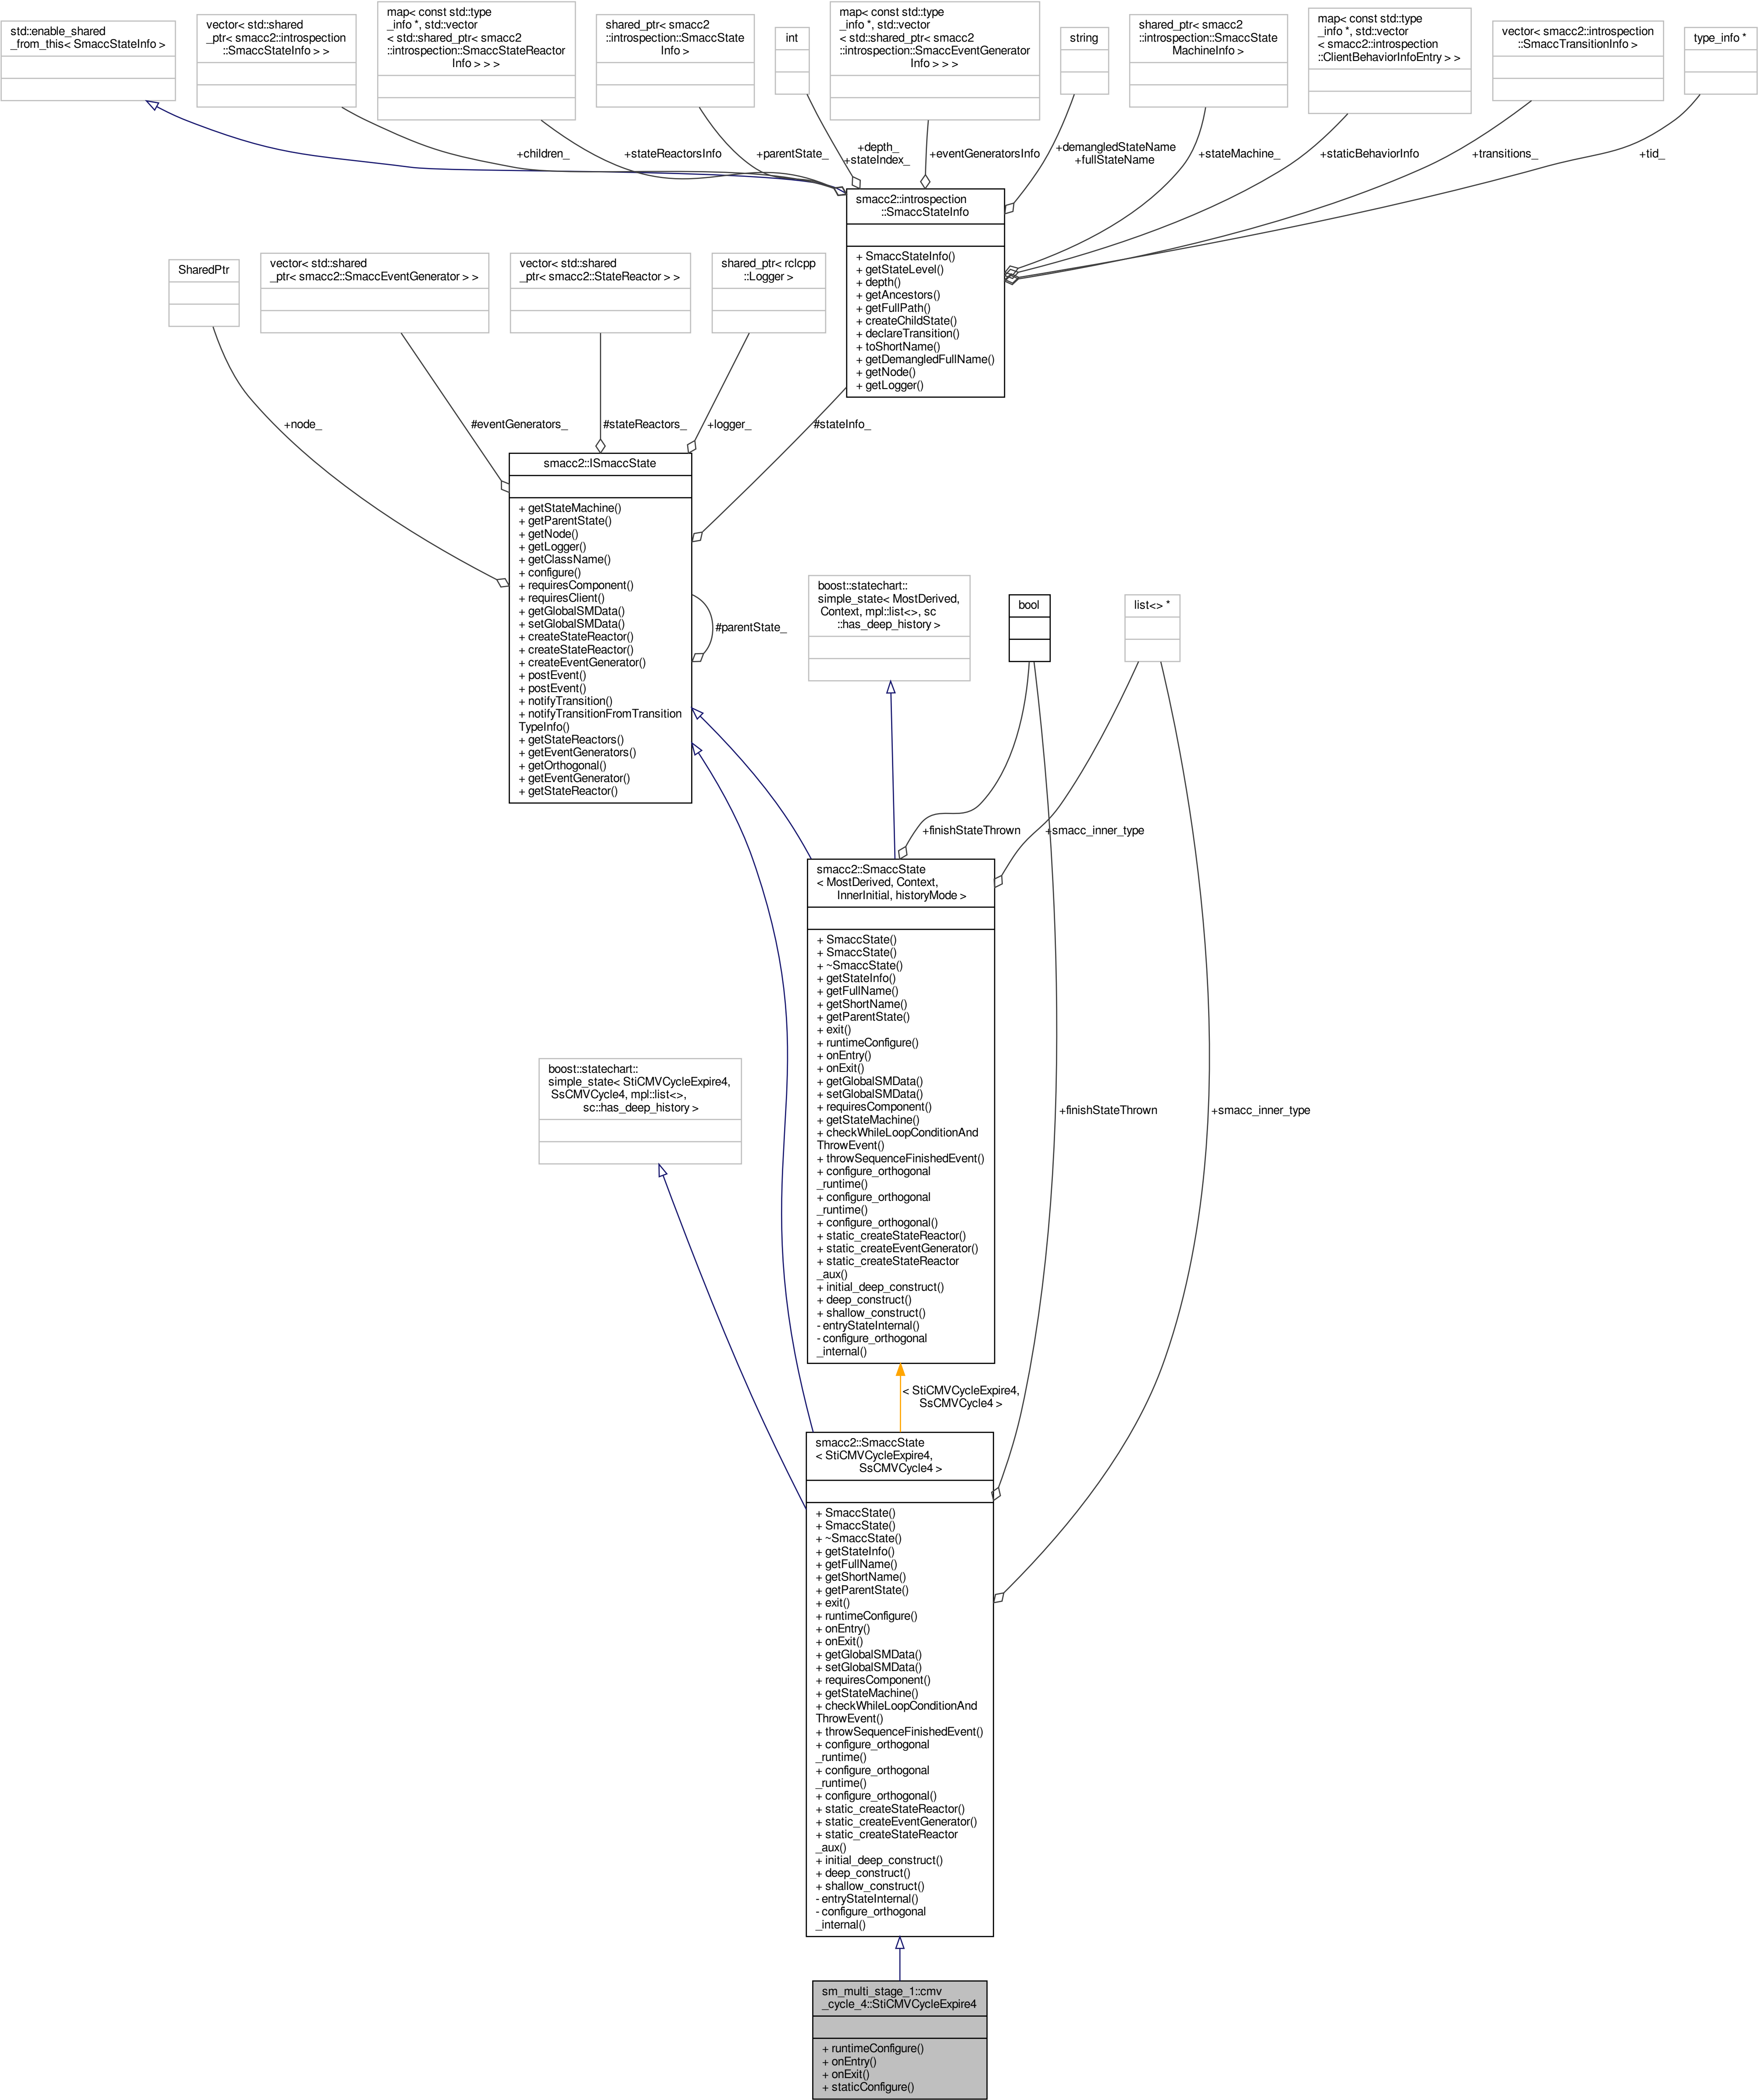 std::enable_shared
_from_this< SmaccStateInfo >
vector< std::shared
_ptr< smacc2::introspection
::SmaccStateInfo > >
map< const std::type
_info *, std::vector
< std::shared_ptr< smacc2
::introspection::SmaccStateReactor
Info > > >
shared_ptr< smacc2
::introspection::SmaccState
Info >
int
map< const std::type
_info *, std::vector
< std::shared_ptr< smacc2
::introspection::SmaccEventGenerator
Info > > >
string
shared_ptr< smacc2
::introspection::SmaccState
MachineInfo >
map< const std::type
_info *, std::vector
< smacc2::introspection
::ClientBehaviorInfoEntry > >
vector< smacc2::introspection
::SmaccTransitionInfo >
type_info *
+children_
+stateReactorsInfo
+parentState_
+depth_
+stateIndex_
+eventGeneratorsInfo
+demangledStateName
+fullStateName
+stateMachine_
+staticBehaviorInfo
+transitions_
+tid_
smacc2::introspection
::SmaccStateInfo
+ SmaccStateInfo()
+ getStateLevel()
+ depth()
+ getAncestors()
+ getFullPath()
+ createChildState()
+ declareTransition()
+ toShortName()
+ getDemangledFullName()
+ getNode()
+ getLogger()
SharedPtr
vector< std::shared
_ptr< smacc2::SmaccEventGenerator > >
vector< std::shared
_ptr< smacc2::StateReactor > >
shared_ptr< rclcpp
::Logger >
+node_
#eventGenerators_
#stateReactors_
+logger_
#stateInfo_
smacc2::ISmaccState
+ getStateMachine()
+ getParentState()
+ getNode()
+ getLogger()
+ getClassName()
+ configure()
+ requiresComponent()
+ requiresClient()
+ getGlobalSMData()
+ setGlobalSMData()
+ createStateReactor()
+ createStateReactor()
+ createEventGenerator()
+ postEvent()
+ postEvent()
+ notifyTransition()
+ notifyTransitionFromTransition
TypeInfo()
+ getStateReactors()
+ getEventGenerators()
+ getOrthogonal()
+ getEventGenerator()
+ getStateReactor()
#parentState_
boost::statechart::
simple_state< MostDerived,
Context, mpl::list<>, sc
::has_deep_history >
bool
list<> *
+finishStateThrown
+smacc_inner_type
smacc2::SmaccState
< MostDerived, Context,
InnerInitial, historyMode >
+ SmaccState()
+ SmaccState()
+ ~SmaccState()
+ getStateInfo()
+ getFullName()
+ getShortName()
+ getParentState()
+ exit()
+ runtimeConfigure()
+ onEntry()
+ onExit()
+ getGlobalSMData()
+ setGlobalSMData()
+ requiresComponent()
+ getStateMachine()
+ checkWhileLoopConditionAnd
ThrowEvent()
+ throwSequenceFinishedEvent()
+ configure_orthogonal
_runtime()
+ configure_orthogonal
_runtime()
+ configure_orthogonal()
+ static_createStateReactor()
+ static_createEventGenerator()
+ static_createStateReactor
_aux()
+ initial_deep_construct()
+ deep_construct()
+ shallow_construct()
- entryStateInternal()
- configure_orthogonal
_internal()
boost::statechart::
simple_state< StiCMVCycleExpire4,
SsCMVCycle4, mpl::list<>,
sc::has_deep_history >
+finishStateThrown
+smacc_inner_type
< StiCMVCycleExpire4,
SsCMVCycle4 >
smacc2::SmaccState
< StiCMVCycleExpire4,
SsCMVCycle4 >
+ SmaccState()
+ SmaccState()
+ ~SmaccState()
+ getStateInfo()
+ getFullName()
+ getShortName()
+ getParentState()
+ exit()
+ runtimeConfigure()
+ onEntry()
+ onExit()
+ getGlobalSMData()
+ setGlobalSMData()
+ requiresComponent()
+ getStateMachine()
+ checkWhileLoopConditionAnd
ThrowEvent()
+ throwSequenceFinishedEvent()
+ configure_orthogonal
_runtime()
+ configure_orthogonal
_runtime()
+ configure_orthogonal()
+ static_createStateReactor()
+ static_createEventGenerator()
+ static_createStateReactor
_aux()
+ initial_deep_construct()
+ deep_construct()
+ shallow_construct()
- entryStateInternal()
- configure_orthogonal
_internal()
sm_multi_stage_1::cmv
_cycle_4::StiCMVCycleExpire4
+ runtimeConfigure()
+ onEntry()
+ onExit()
+ staticConfigure()